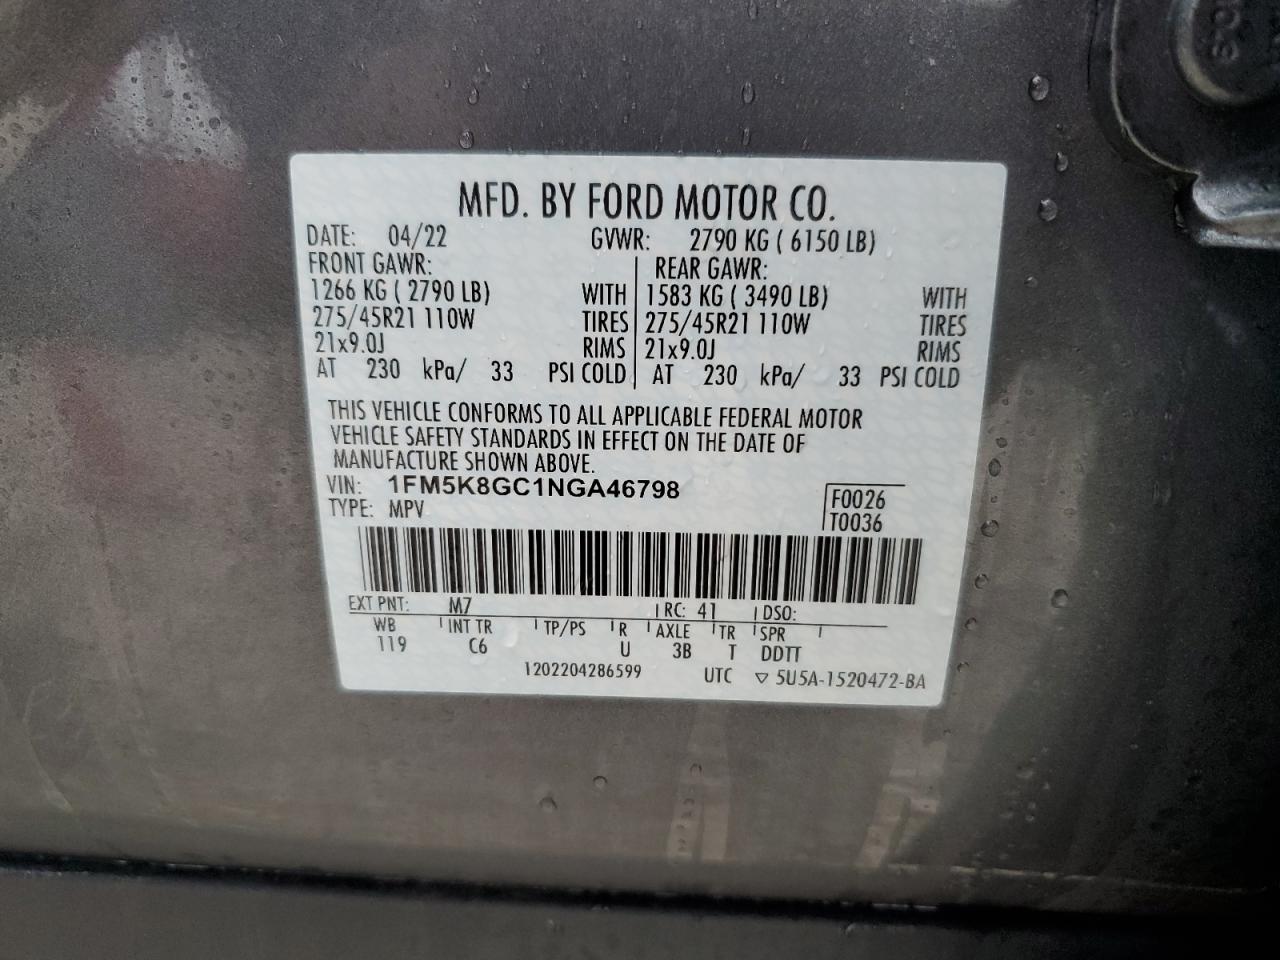 MFD. BY FORD MOTOR CO.
DATE: 04/22 GVWR: 2790 KG ( 6150 LB)
FRONT GAWR: REAR GAWR:
1266 KG ( 2790 LB) WITH 1583 KG ( 3490 LB) WITH
275/45R21 110W TIRES 275/45R21 110W TIRES
21x9.0J RIMS 21x9.0J RIMS
AT 230 kPa/ 33 PSI COLD AT 230 kPa/ 33 PSI COLD
THIS VEHICLE CONFORMS TO ALL APPLICABLE FEDERAL MOTOR
VEHICLE SAFETY STANDARDS IN EFFECT ON THE DATE OF
MANUFACTURE SHOWN ABOVE.
VIN: 1FM5K8GC1NGA46798 F0026
TYPE: MPV T0036
EXT PNT: M7 RC: 41 DSO:
WB INT TR TP/PS R AXLE TR SPR
119 C6 U 3B T DDTT
1202204286599 UTC ▽ 5U5A-1520472-BA